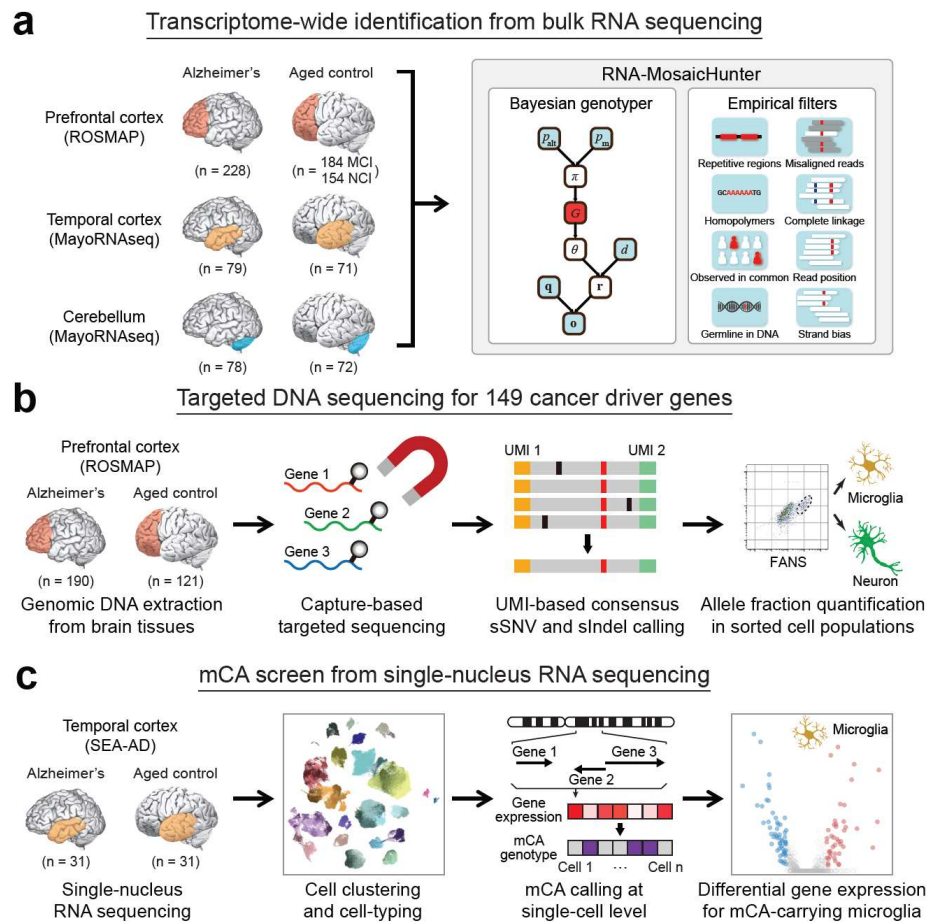 a
Transcriptome-wide identification from bulk RNA sequencing
Alzheimer's
Aged control
Prefrontal cortex
(ROSMAP)
(n = 228)
(n = 184 MCI
154 NCI)
Temporal cortex
(MayoRNAseq)
(n = 79)
(n = 71)
Cerebellum
(MayoRNAseq)
(n = 78)
(n = 72)
RNA-MosaicHunter
Bayesian genotyper
p_alt
p_m
π
G
θ
d
q
r
o
Empirical filters
Repetitive regions
Misaligned reads
GCAAAAAATG
Homopolymers
Complete linkage
Observed in common
Read position
Germline in DNA
Strand bias
b
Targeted DNA sequencing for 149 cancer driver genes
Prefrontal cortex
(ROSMAP)
Alzheimer's
Aged control
(n = 190)
(n = 121)
Genomic DNA extraction
from brain tissues
Gene 1
Gene 2
Gene 3
Capture-based
targeted sequencing
UMI 1
UMI 2
UMI-based consensus
sSNV and sIndel calling
FANS
Microglia
Neuron
Allele fraction quantification
in sorted cell populations
c
mCA screen from single-nucleus RNA sequencing
Temporal cortex
(SEA-AD)
Alzheimer's
Aged control
(n = 31)
(n = 31)
Single-nucleus
RNA sequencing
Cell clustering
and cell-typing
Gene 1
Gene 3
Gene 2
Gene
expression
mCA
genotype
Cell 1 ... Cell n
mCA calling at
single-cell level
Microglia
Differential gene expression
for mCA-carrying microglia